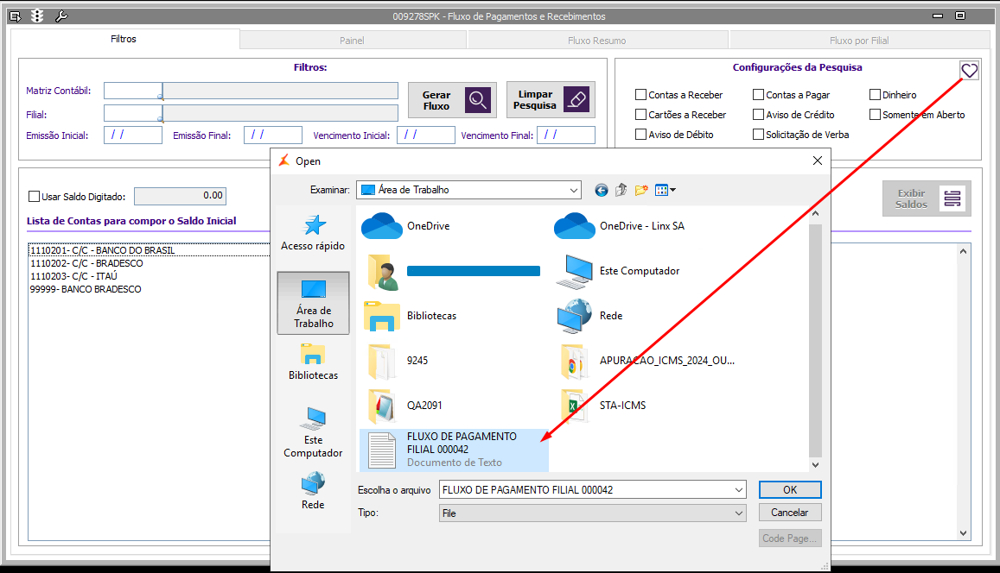 009278SPK - Fluxo de Pagamentos e Recebimentos
Filtros
Painel
Fluxo Resumo
Fluxo por Filial
Filtros:
Matriz Contábil:
Filial:
Emissão Inicial: / /
Emissão Final: / /
Vencimento Inicial: / /
Vencimento Final: / /
Gerar
Fluxo
Limpar
Pesquisa
Configurações da Pesquisa
Contas a Receber
Contas a Pagar
Dinheiro
Cartões a Receber
Aviso de Crédito
Somente em Aberto
Aviso de Débito
Solicitação de Verba
Usar Saldo Digitado: 0.00
Exibir
Saldos
Lista de Contas para compor o Saldo Inicial
1110201- C/C - BANCO DO BRASIL
1110202- C/C - BRADESCO
1110203- C/C - ITAÚ
99999- BANCO BRADESCO
Open
Examinar: Área de Trabalho
Acesso rápido
Área de
Trabalho
Bibliotecas
Este
Computador
Rede
OneDrive
OneDrive - Linx SA
Este Computador
Bibliotecas
Rede
9245
APURACAO_ICMS_2024_OU...
QA2091
STA-ICMS
FLUXO DE PAGAMENTO
FILIAL 000042
Documento de Texto
Escolha o arquivo FLUXO DE PAGAMENTO FILIAL 000042
OK
Tipo: File
Cancelar
Code Page...